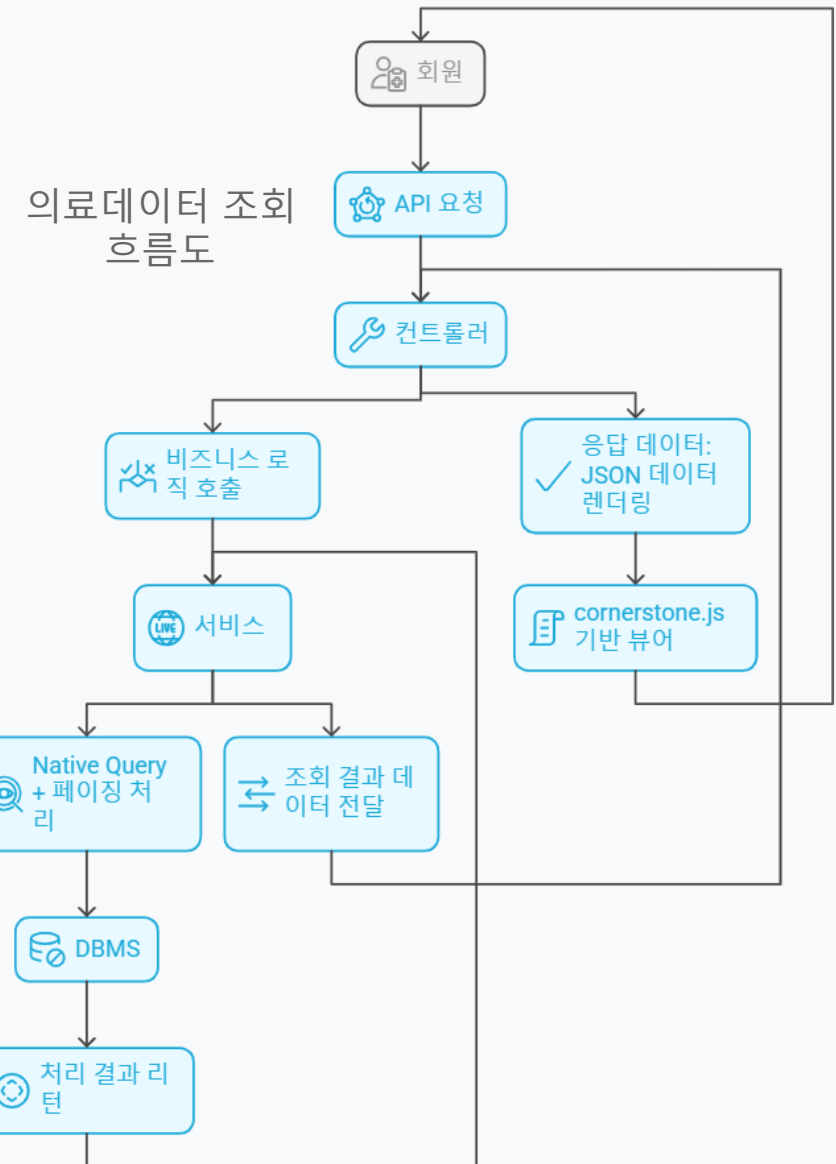 회원
의료데이터 조회
흐름도
API 요청
컨트롤러
비즈니스 로
직 호출
응답 데이터:
JSON 데이터
렌더링
LIVE
서비스
cornerstone.js
기반 뷰어
Native Query
+ 페이징 처
리
조회 결과 데
이터 전달
DBMS
처리 결과 리
턴